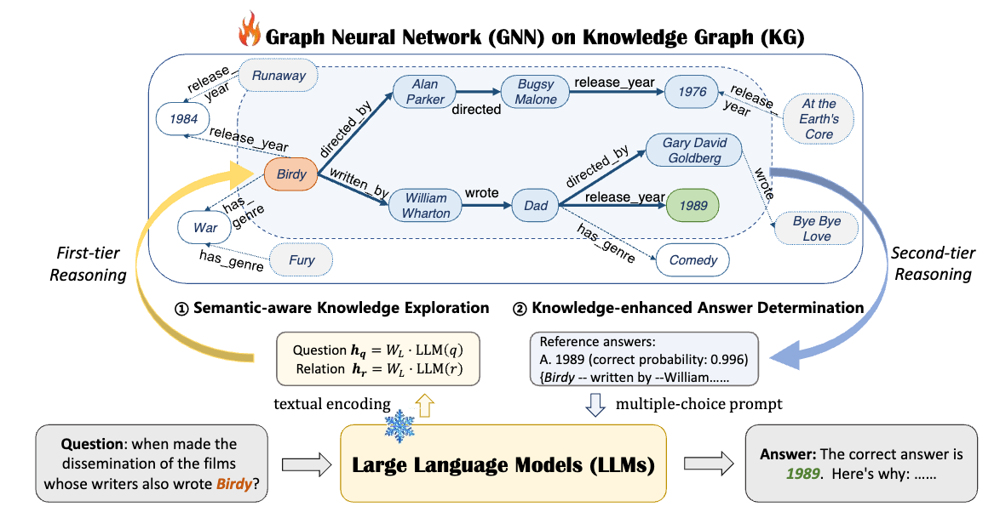 Graph Neural Network (GNN) on Knowledge Graph (KG)
Runaway
release_
year
1984
release_year
Birdy
has_
genre
War
has_genre
Fury
directed_by
Alan
Parker
directed
Bugsy
Malone
release_year
1976
release_
year
At the
Earth's
Core
written_by
William
Wharton
wrote
Dad
directed_by
Gary David
Goldberg
release_year
1989
wrote
Bye Bye
Love
has_genre
Comedy
First-tier
Reasoning
Second-tier
Reasoning
① Semantic-aware Knowledge Exploration
② Knowledge-enhanced Answer Determination
Question h_q = W_L · LLM(q)
Relation h_r = W_L · LLM(r)
Reference answers:
A. 1989 (correct probability: 0.996)
{Birdy -- written by --William......
textual encoding
multiple-choice prompt
Question: when made the
dissemination of the films
whose writers also wrote Birdy?
Large Language Models (LLMs)
Answer: The correct answer is
1989. Here's why: ......